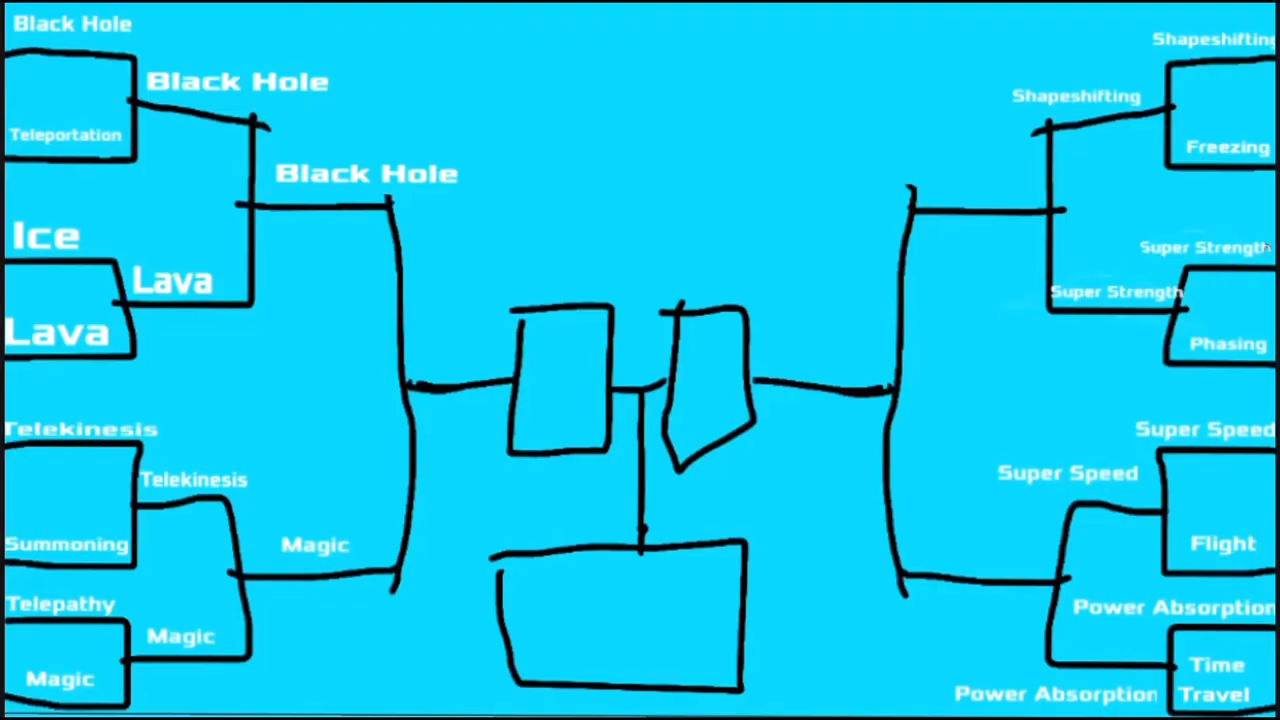 Black Hole
Black Hole
Teleportation
Black Hole
Ice
Lava
Lava
Telekinesis
Telekinesis
Summoning
Magic
Telepathy
Magic
Magic
Shapeshifting
Shapeshifting
Freezing
Super Strength
Super Strength
Phasing
Super Speed
Super Speed
Flight
Power Absorption
Time
Travel
Power Absorption